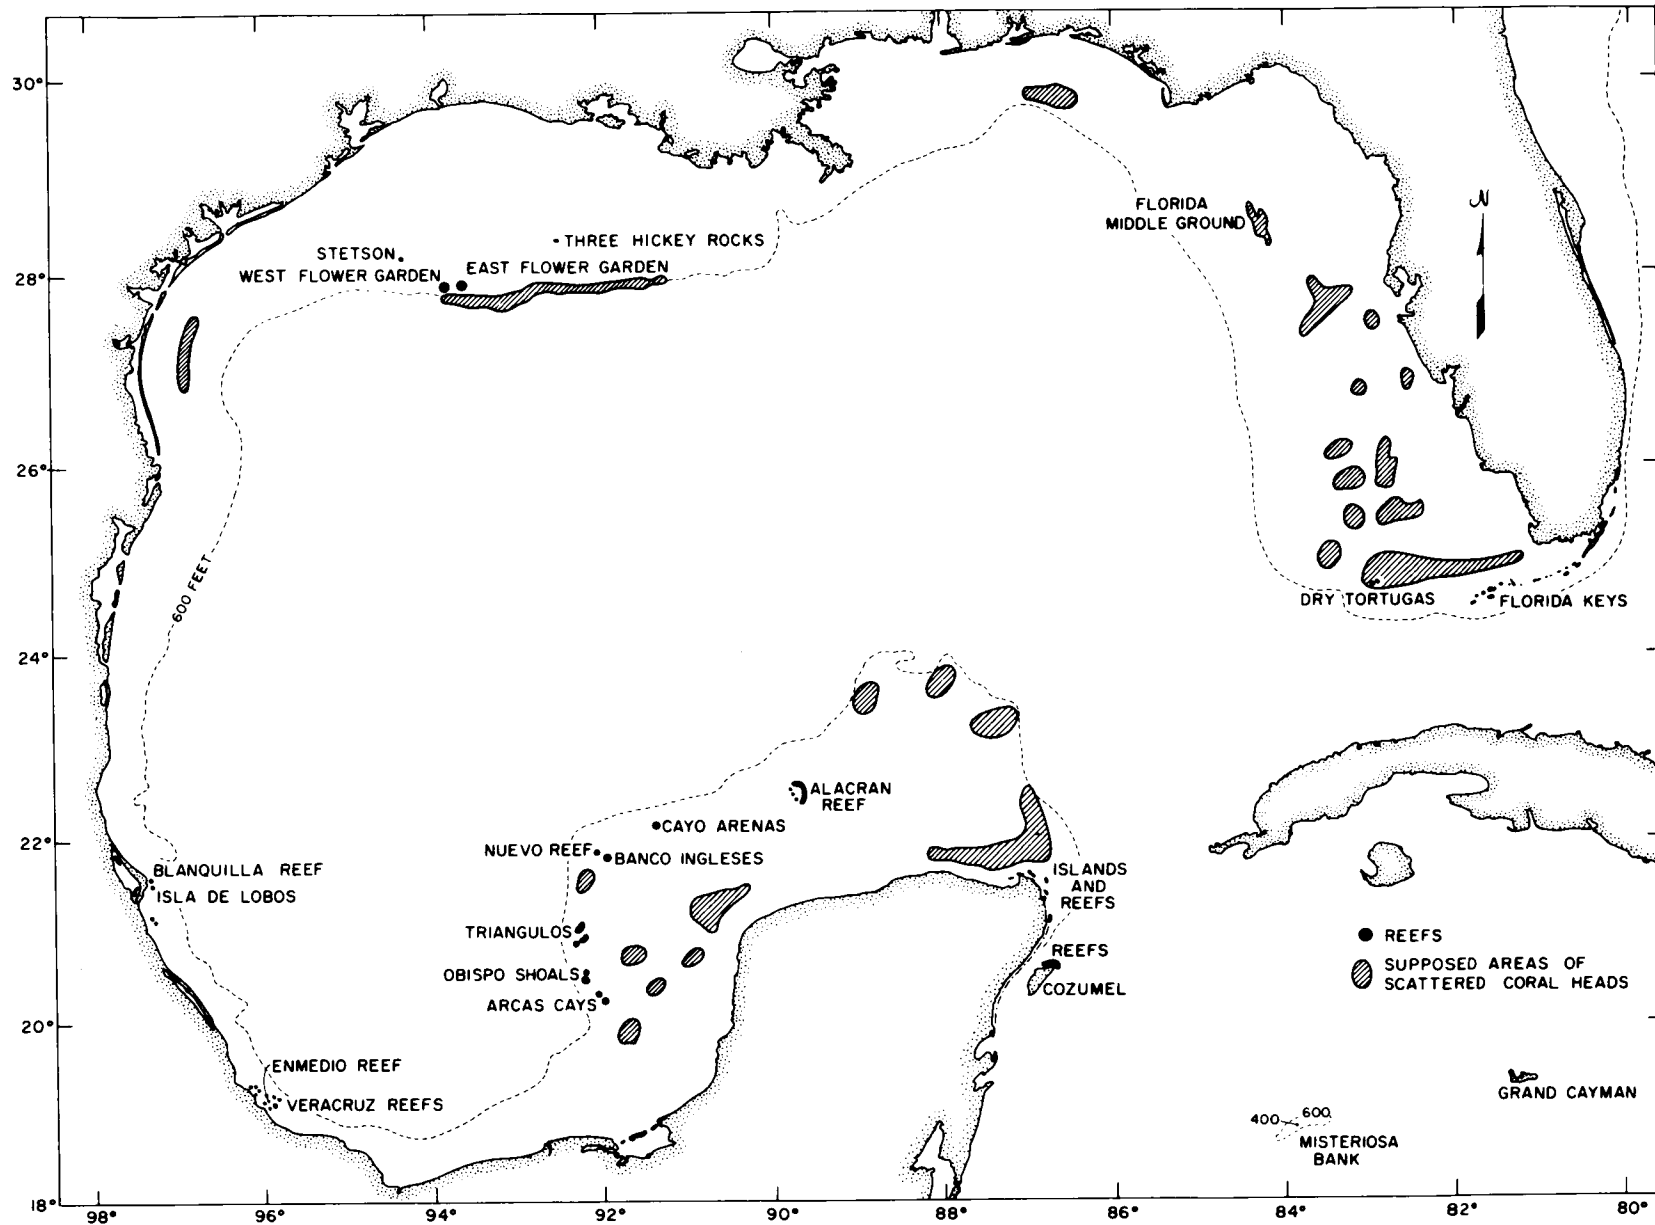 30°
28°
26°
24°
22°
20°
18°
98°
96°
94°
92°
90°
88°
86°
84°
82°
80°
N
FLORIDA
MIDDLE GROUND
THREE HICKEY ROCKS
STETSON
WEST FLOWER GARDEN
EAST FLOWER GARDEN
600 FEET
DRY TORTUGAS
FLORIDA KEYS
ALACRAN
REEF
CAYO ARENAS
NUEVO REEF
BANCO INGLESES
BLANQUILLA REEF
ISLA DE LOBOS
TRIANGULOS
OBISPO SHOALS
ARCAS CAYS
ISLANDS
AND
REEFS
REEFS
COZUMEL
ENMEDIO REEF
VERACRUZ REEFS
REEFS
SUPPOSED AREAS OF
SCATTERED CORAL HEADS
GRAND CAYMAN
400
600
MISTERIOSA
BANK